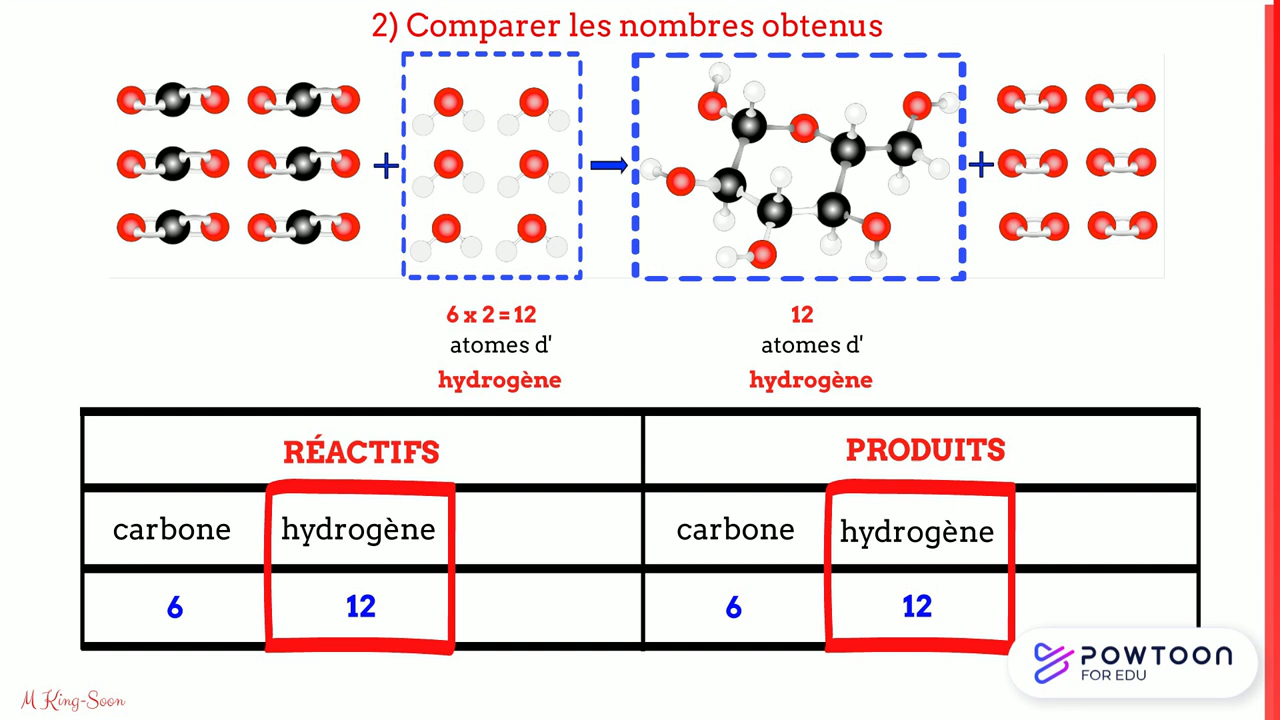 2) Comparer les nombres obtenus
+
+
6 x 2 = 12
atomes d'
hydrogène
12
atomes d'
hydrogène
RÉACTIFS
PRODUITS
carbone
hydrogène
carbone
hydrogène
6
12
6
12
POWTOON
FOR EDU
M King-Soon